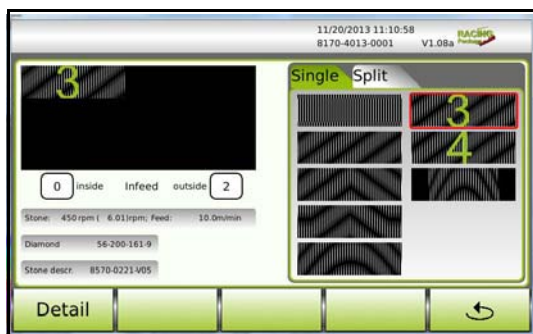 11/20/2013 11:10:58
8170-4013-0001 V1.08a
RACING
Single Split
3
3
4
0 inside Infeed outside 2
Stone: 450 rpm ( 6.01)rpm; Feed: 10.0m/min
Diamond 56-200-161-9
Stone descr. 8570-0221-V05
Detail